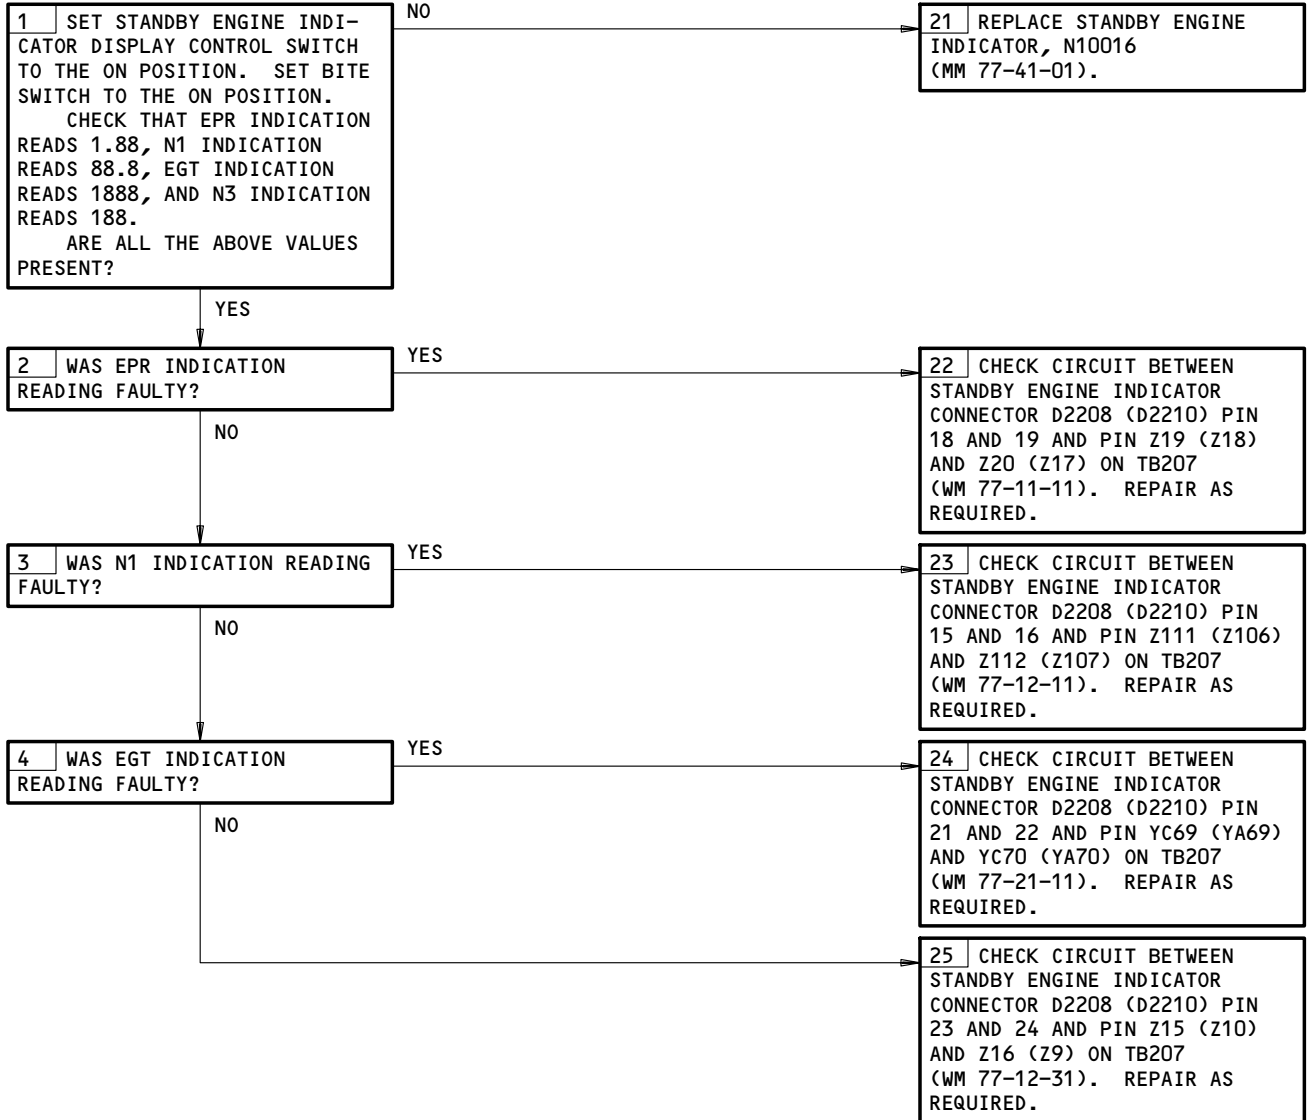 1 SET STANDBY ENGINE INDI-
CATOR DISPLAY CONTROL SWITCH
TO THE ON POSITION. SET BITE
SWITCH TO THE ON POSITION.
CHECK THAT EPR INDICATION
READS 1.88, N1 INDICATION
READS 88.8, EGT INDICATION
READS 1888, AND N3 INDICATION
READS 188.
ARE ALL THE ABOVE VALUES
PRESENT?
NO
21 REPLACE STANDBY ENGINE
INDICATOR, N10016
(MM 77-41-01).
YES
2 WAS EPR INDICATION
READING FAULTY?
YES
22 CHECK CIRCUIT BETWEEN
STANDBY ENGINE INDICATOR
CONNECTOR D2208 (D2210) PIN
18 AND 19 AND PIN Z19 (Z18)
AND Z20 (Z17) ON TB207
(WM 77-11-11). REPAIR AS
REQUIRED.
NO
3 WAS N1 INDICATION READING
FAULTY?
YES
23 CHECK CIRCUIT BETWEEN
STANDBY ENGINE INDICATOR
CONNECTOR D2208 (D2210) PIN
15 AND 16 AND PIN Z111 (Z106)
AND Z112 (Z107) ON TB207
(WM 77-12-11). REPAIR AS
REQUIRED.
NO
4 WAS EGT INDICATION
READING FAULTY?
YES
24 CHECK CIRCUIT BETWEEN
STANDBY ENGINE INDICATOR
CONNECTOR D2208 (D2210) PIN
21 AND 22 AND PIN YC69 (YA69)
AND YC70 (YA70) ON TB207
(WM 77-21-11). REPAIR AS
REQUIRED.
NO
25 CHECK CIRCUIT BETWEEN
STANDBY ENGINE INDICATOR
CONNECTOR D2208 (D2210) PIN
23 AND 24 AND PIN Z15 (Z10)
AND Z16 (Z9) ON TB207
(WM 77-12-31). REPAIR AS
REQUIRED.